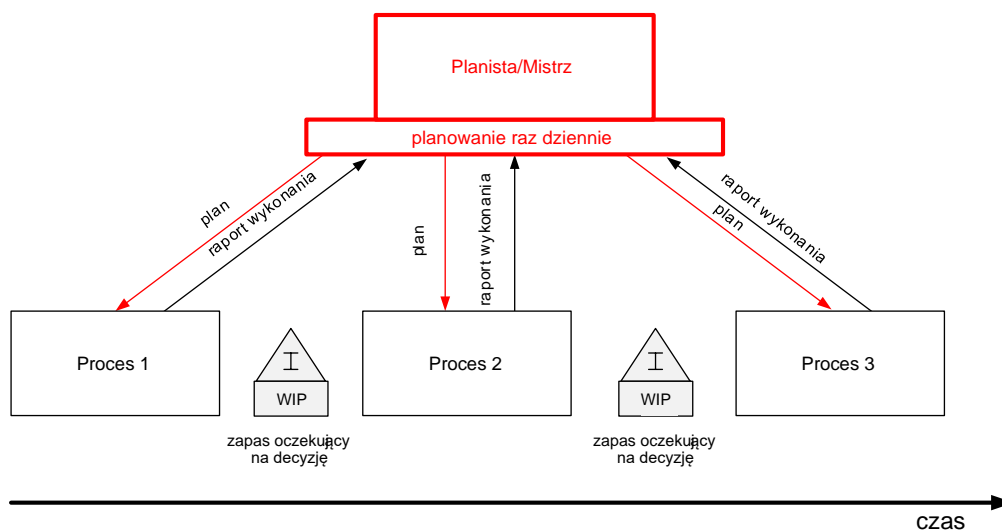 Planista/Mistrz
planowanie raz dziennie
plan
raport wykonania
plan
raport wykonania
raport wykonania
plan
Proces 1
I
WIP
zapas oczekujący
na decyzję
Proces 2
I
WIP
zapas oczekujący
na decyzję
Proces 3
czas